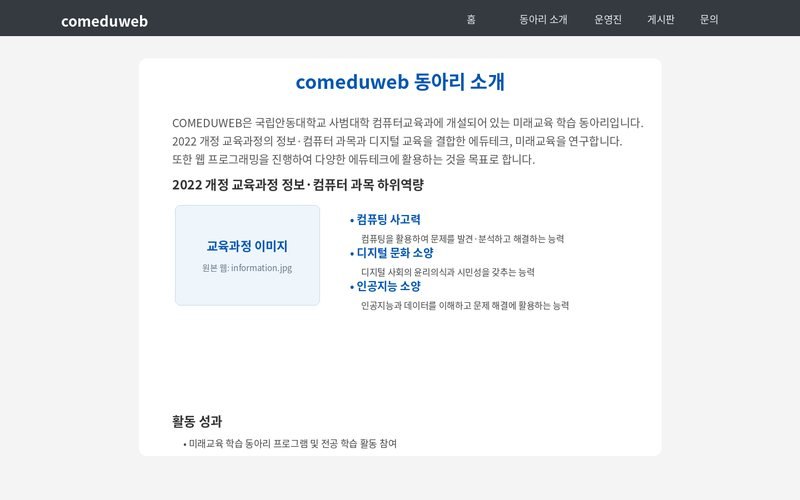 comeduweb
홈 동아리 소개 운영진 게시판 문의
comeduweb 동아리 소개
COMEDUWEB은 국립안동대학교 사범대학 컴퓨터교육과에 개설되어 있는 미래교육 학습 동아리입니다.
2022 개정 교육과정의 정보·컴퓨터 과목과 디지털 교육을 결합한 에듀테크, 미래교육을 연구합니다.
또한 웹 프로그래밍을 진행하여 다양한 에듀테크에 활용하는 것을 목표로 합니다.
2022 개정 교육과정 정보·컴퓨터 과목 하위역량
교육과정 이미지
원본 웹: information.jpg
• 컴퓨팅 사고력
컴퓨팅을 활용하여 문제를 발견·분석하고 해결하는 능력
• 디지털 문화 소양
디지털 사회의 윤리의식과 시민성을 갖추는 능력
• 인공지능 소양
인공지능과 데이터를 이해하고 문제 해결에 활용하는 능력
활동 성과
• 미래교육 학습 동아리 프로그램 및 전공 학습 활동 참여